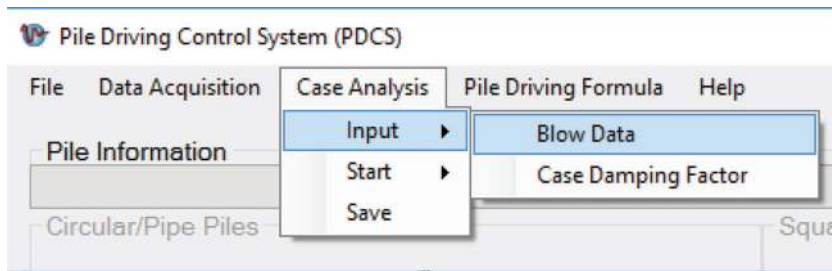 Pile Driving Control System (PDCS)
File Data Acquisition Case Analysis Pile Driving Formula Help
Input Blow Data
Pile Information
Start Case Damping Factor
Save
Circular/Pipe Piles Squa